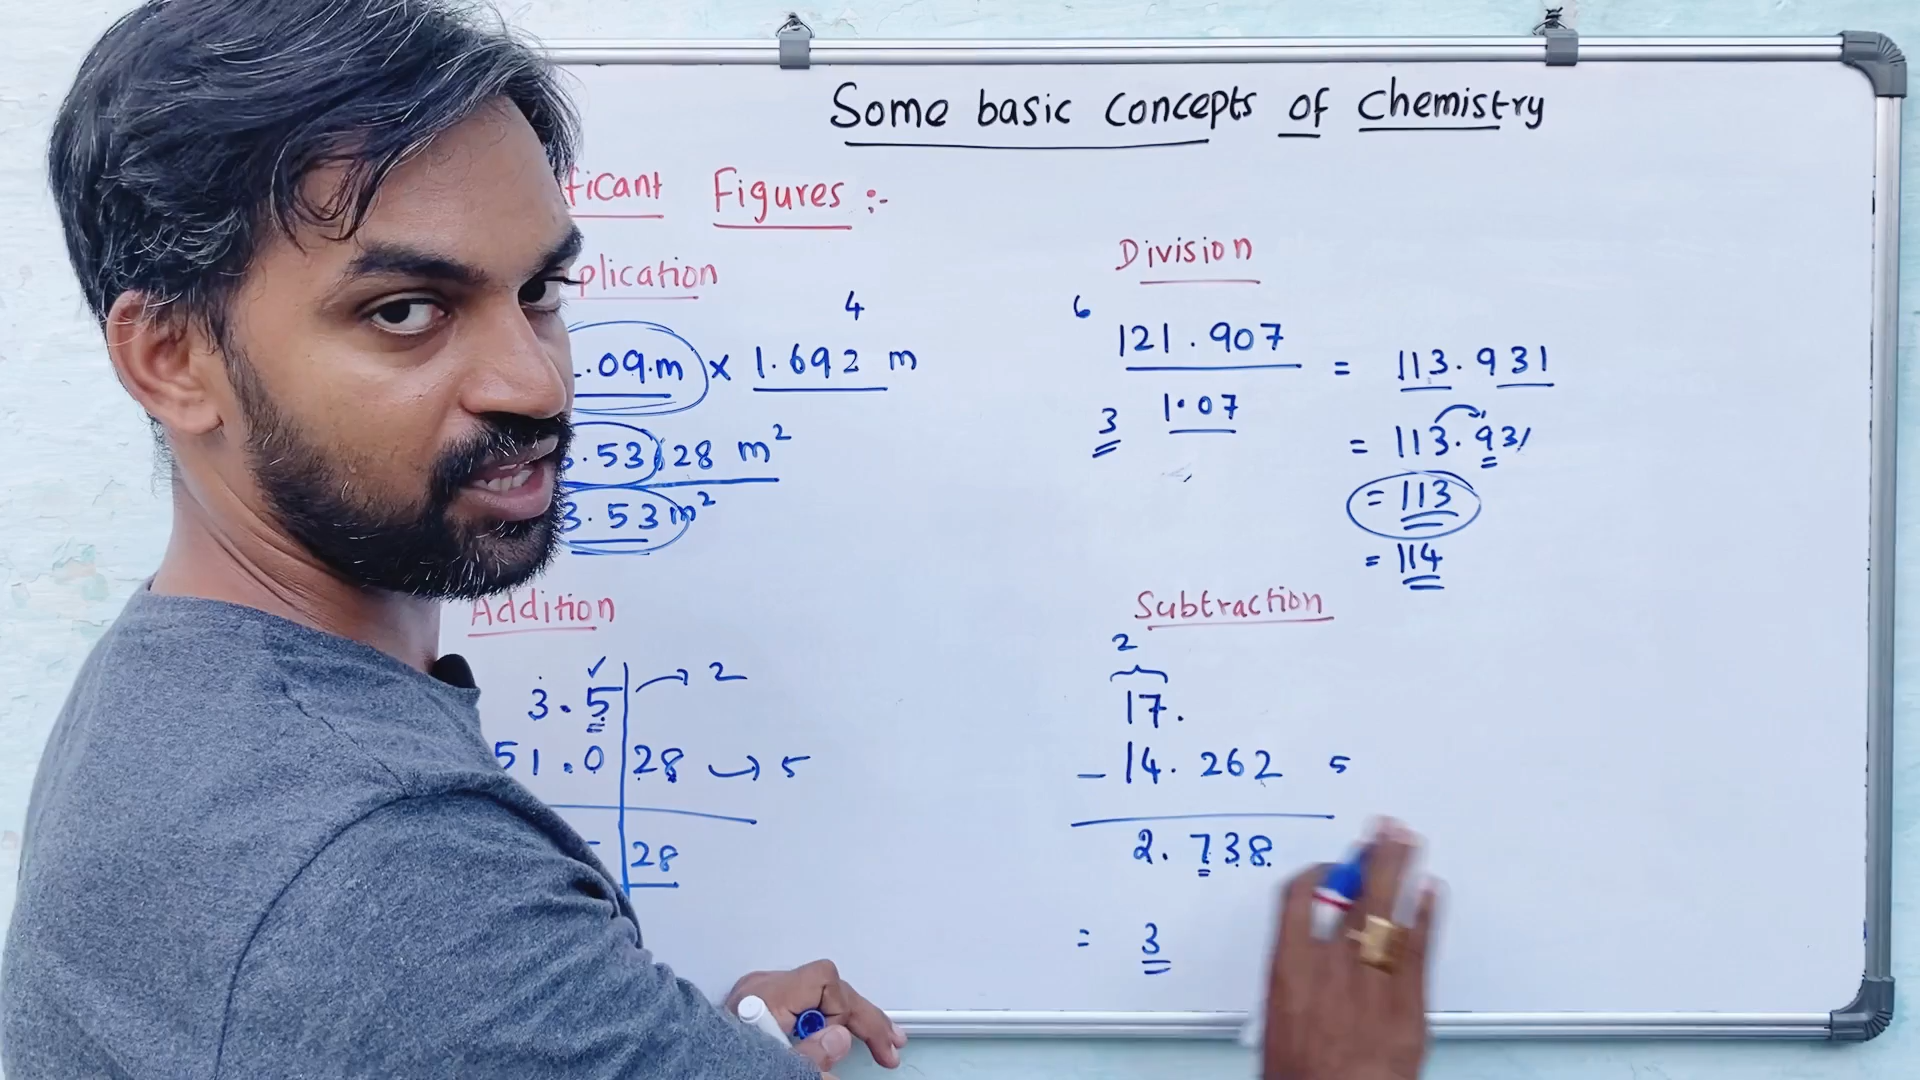 Some basic concepts of Chemistry
ficant Figures :-
plication
4
.09.m x 1.692 m
.53 28 m²
3.53 m²
Division
6
121.907
= 113.931
3
1.07
= 113.931
= 113
= 114
Addition
3.5 → 2
51.0 28 → 5
28
Subtraction
2
17.
- 14.262 5
2.738
= 3